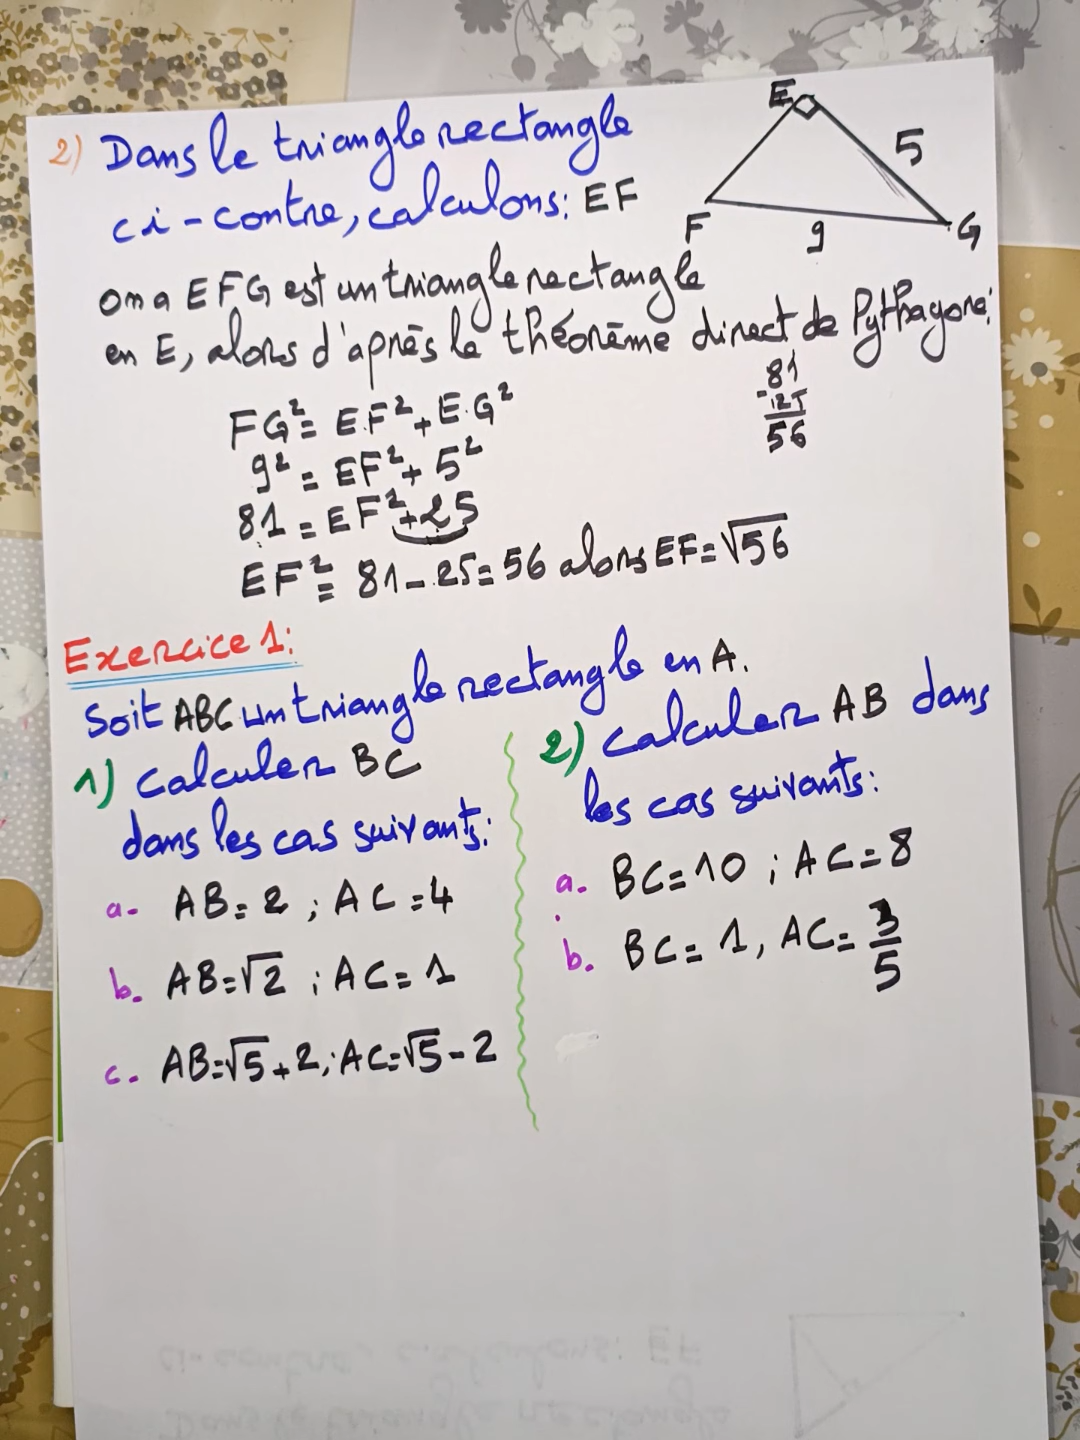 2) Dans le triangle rectangle
ci-contre, calculons: EF
E
5
F
9
G
on a EFG est un triangle rectangle
en E, alors d'après le théorème direct de Pythagore:
FG² = EF² + EG²
9² = EF² + 5²
81 = EF² + 25
EF² = 81 - 25 = 56 alors EF = √56
81
- 25
56
Exercice 1:
Soit ABC un triangle rectangle en A.
1) Calculer BC
dans les cas suivants:
a- AB = 2 ; AC = 4
b. AB = √2 ; AC = 1
c. AB = √5 + 2 ; AC = √5 - 2
2) Calculer AB dans
les cas suivants:
a. BC = 10 ; AC = 8
b. BC = 1, AC = 3/5